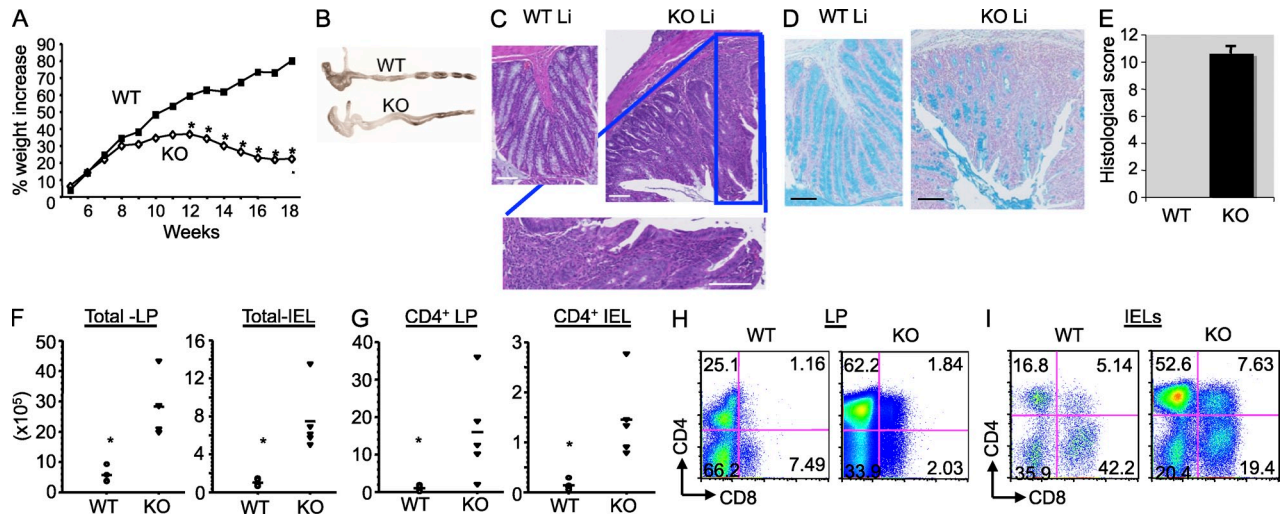 A
% weight increase
90
80
70
60
50
40
30
20
10
0
WT
KO
* * * * * * *
6 8 10 12 14 16 18
Weeks
B
WT
KO
C
WT Li
KO Li
D
WT Li
KO Li
E
Histological score
12
10
8
6
4
2
0
WT KO
F
Total -LP
Total-IEL
(x10⁵)
50
40
30
20
10
0
*
WT KO
16
12
8
4
0
*
WT KO
G
CD4⁺ LP
CD4⁺ IEL
40
30
20
10
0
*
WT KO
3
2
1
0
*
WT KO
H
LP
WT
KO
25.1 1.16
66.2 7.49
62.2 1.84
33.9 2.03
CD4
CD8
I
IELs
WT
KO
16.8 5.14
35.9 42.2
52.6 7.63
20.4 19.4
CD4
CD8